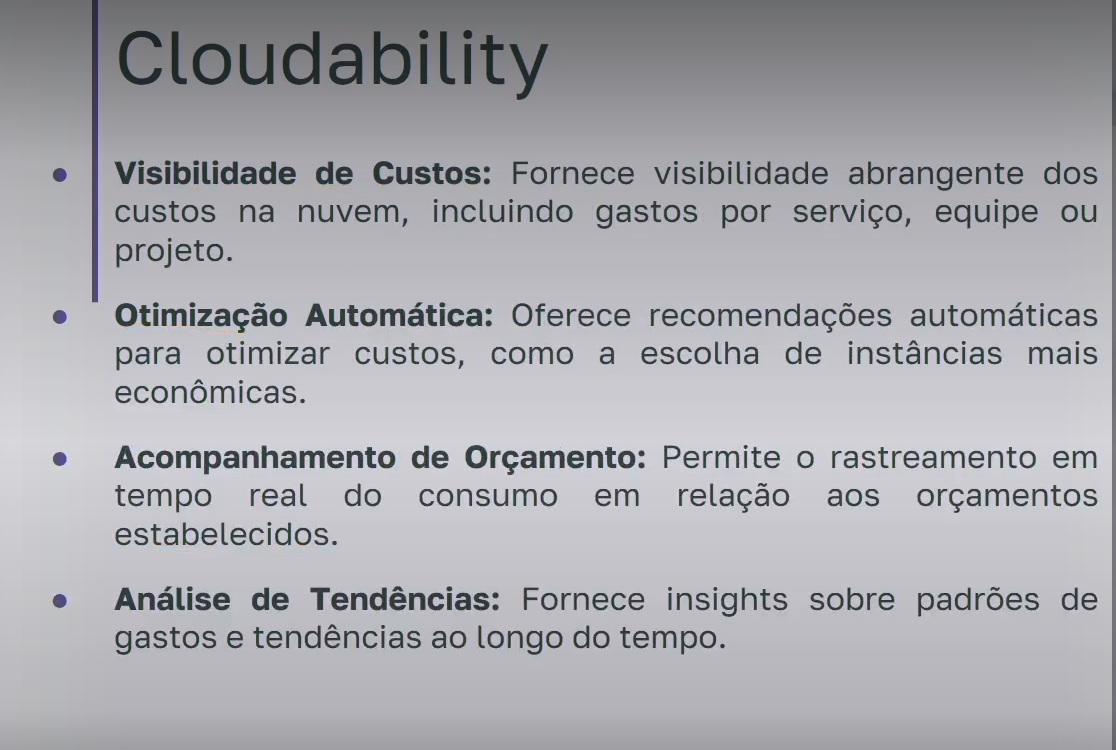 Cloudability
Visibilidade de Custos: Fornece visibilidade abrangente dos
custos na nuvem, incluindo gastos por serviço, equipe ou
projeto.
Otimização Automática: Oferece recomendações automáticas
para otimizar custos, como a escolha de instâncias mais
econômicas.
Acompanhamento de Orçamento: Permite o rastreamento em
tempo real do consumo em relação aos orçamentos
estabelecidos.
Análise de Tendências: Fornece insights sobre padrões de
gastos e tendências ao longo do tempo.